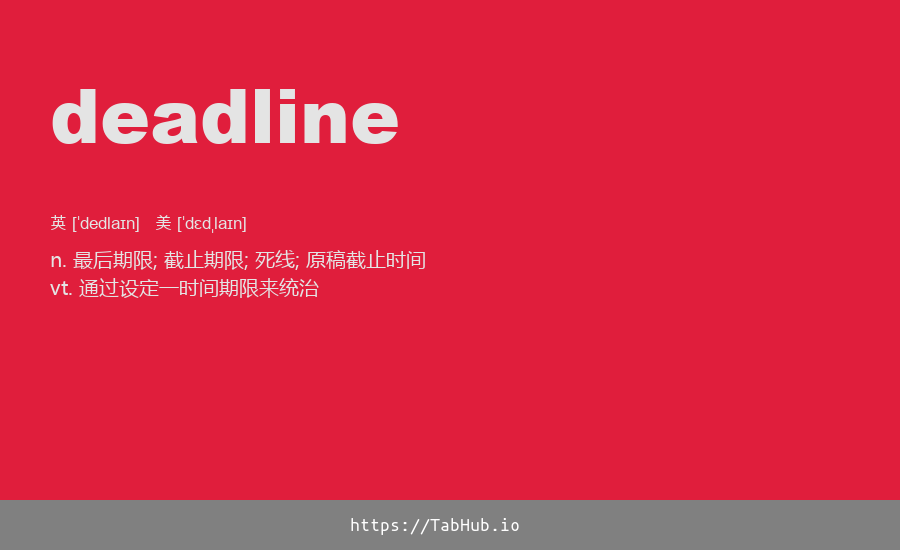 deadline
英 [ˈdedlaɪn] 美 [ˈdɛdˌlaɪn]
n. 最后期限; 截止期限; 死线; 原稿截止时间
vt. 通过设定一时间期限来统治
https://TabHub.io